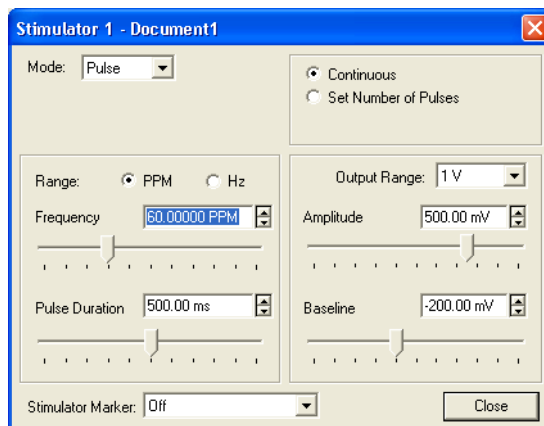 Stimulator 1 - Document1
Mode: Pulse
Continuous
Set Number of Pulses
Range: PPM Hz
Frequency 60.00000 PPM
Pulse Duration 500.00 ms
Output Range: 1 V
Amplitude 500.00 mV
Baseline -200.00 mV
Stimulator Marker: Off
Close